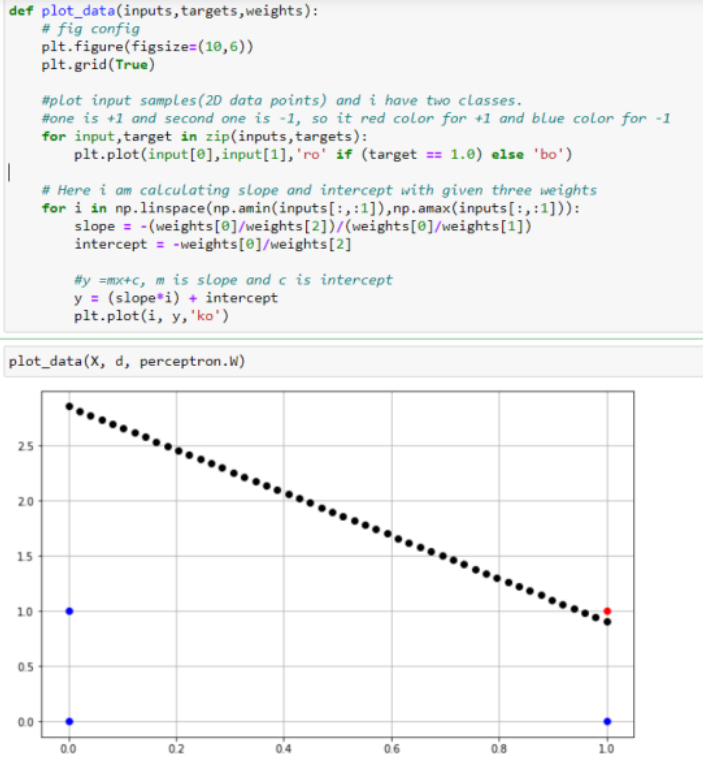 def plot_data(inputs,targets,weights):
    # fig config
    plt.figure(figsize=(10,6))
    plt.grid(True)

    #plot input samples(2D data points) and i have two classes.
    #one is +1 and second one is -1, so it red color for +1 and blue color for -1
    for input,target in zip(inputs,targets):
        plt.plot(input[0],input[1],'ro' if (target == 1.0) else 'bo')

    # Here i am calculating slope and intercept with given three weights
    for i in np.linspace(np.amin(inputs[:,:1]),np.amax(inputs[:,:1])):
        slope = -(weights[0]/weights[2])/(weights[0]/weights[1])
        intercept = -weights[0]/weights[2]

        #y =mx+c, m is slope and c is intercept
        y = (slope*i) + intercept
        plt.plot(i, y,'ko')

plot_data(X, d, perceptron.W)

2.5
2.0
1.5
1.0
0.5
0.0
0.0 0.2 0.4 0.6 0.8 1.0